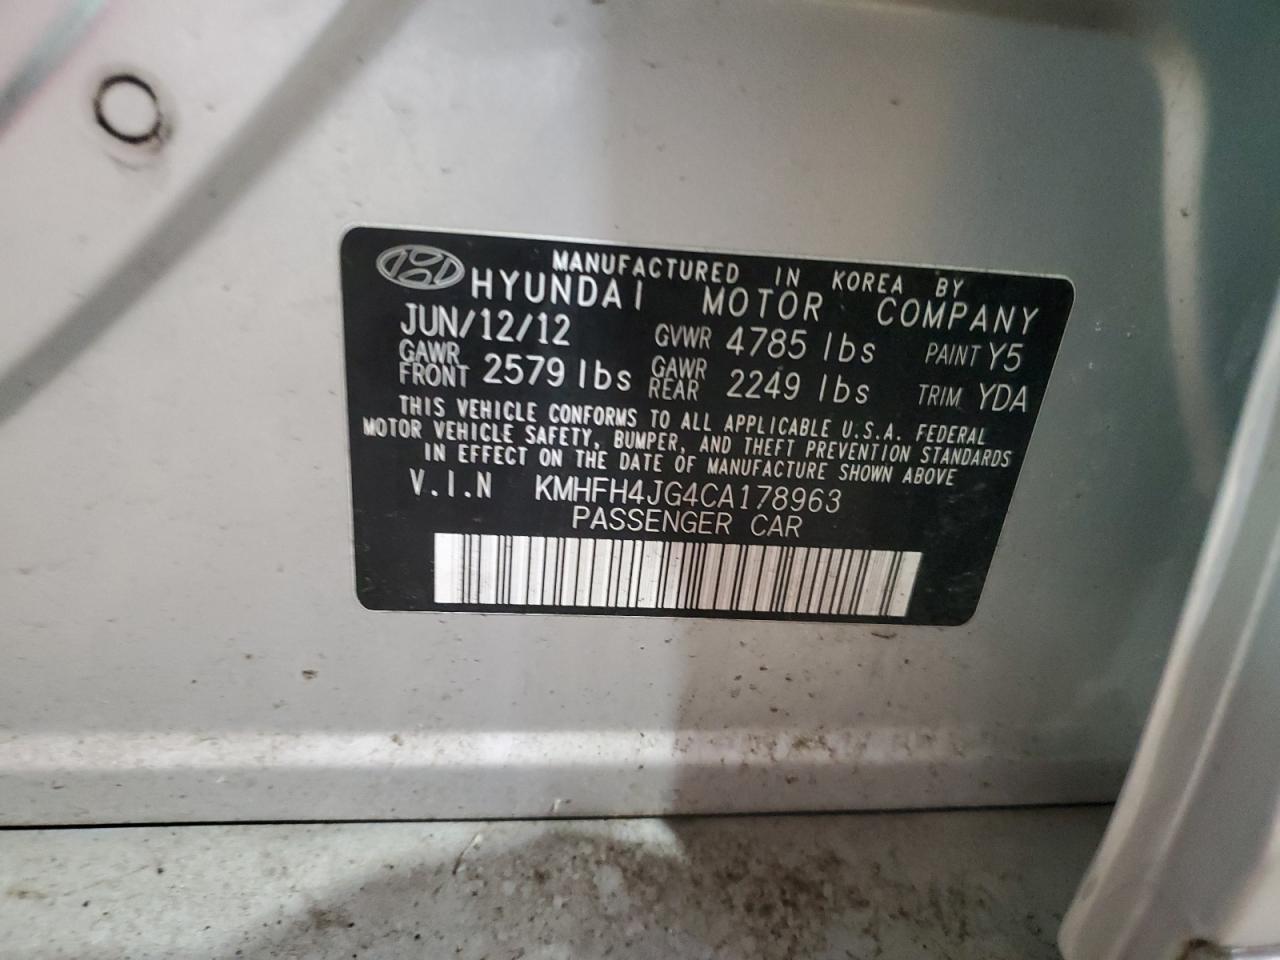 MANUFACTURED IN KOREA BY
HYUNDAI MOTOR COMPANY
JUN/12/12 GVWR 4785 lbs PAINT Y5
GAWR FRONT 2579 lbs GAWR REAR 2249 lbs TRIM YDA
THIS VEHICLE CONFORMS TO ALL APPLICABLE U.S.A. FEDERAL
MOTOR VEHICLE SAFETY, BUMPER, AND THEFT PREVENTION STANDARDS
IN EFFECT ON THE DATE OF MANUFACTURE SHOWN ABOVE
V.I.N KMHFH4JG4CA178963
PASSENGER CAR